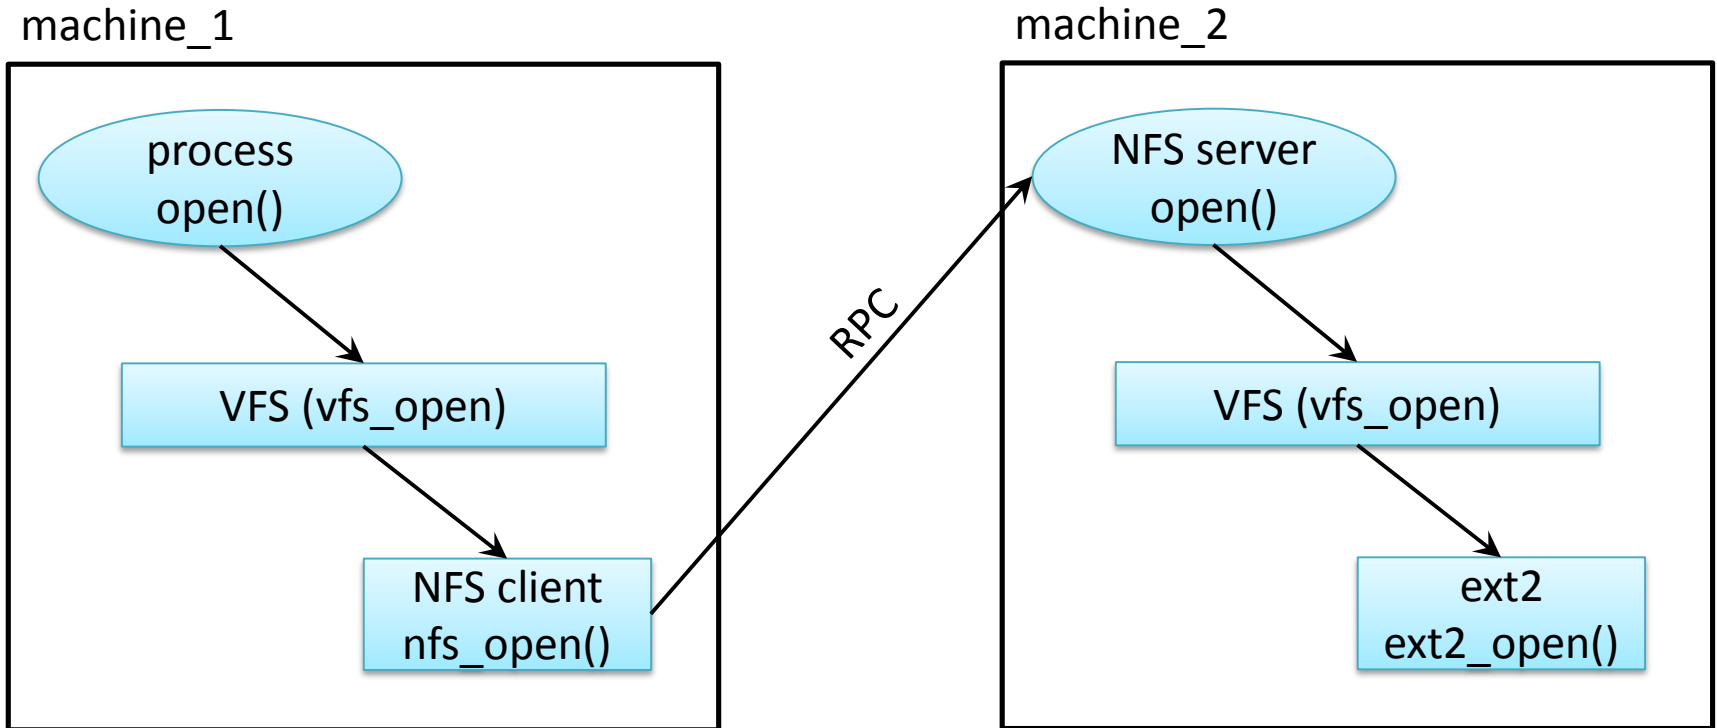 machine_1
process
open()
VFS (vfs_open)
NFS client
nfs_open()
RPC
machine_2
NFS server
open()
VFS (vfs_open)
ext2
ext2_open()